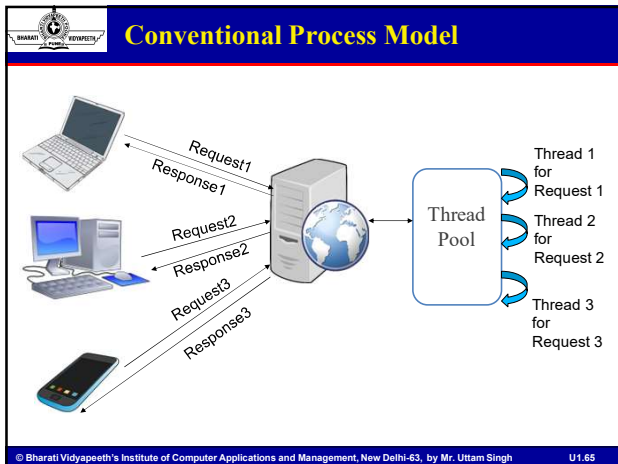 BHARATI VIDYAPEETH
PUNE
Conventional Process Model
Request1
Response1
Request2
Response2
Request3
Response3
Thread
Pool
Thread 1
for
Request 1
Thread 2
for
Request 2
Thread 3
for
Request 3
© Bharati Vidyapeeth's Institute of Computer Applications and Management, New Delhi-63, by Mr. Uttam Singh U1.65